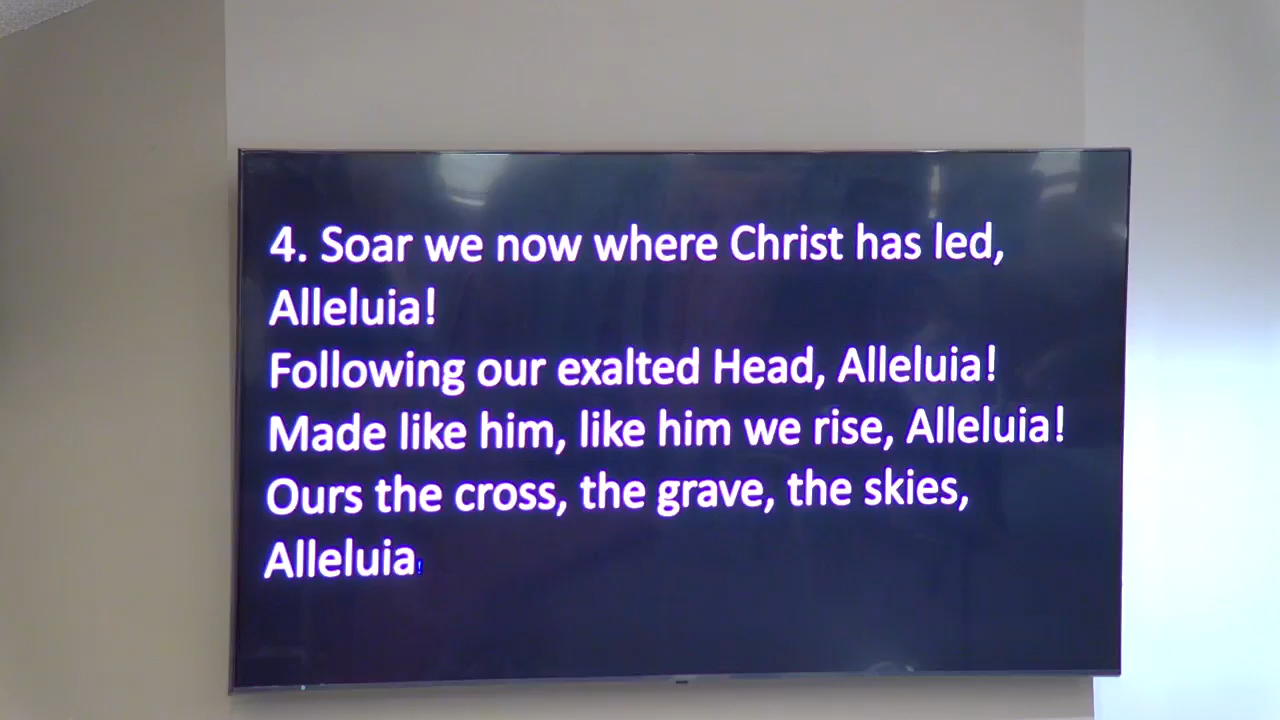 4. Soar we now where Christ has led,
Alleluia!
Following our exalted Head, Alleluia!
Made like him, like him we rise, Alleluia!
Ours the cross, the grave, the skies,
Alleluia!